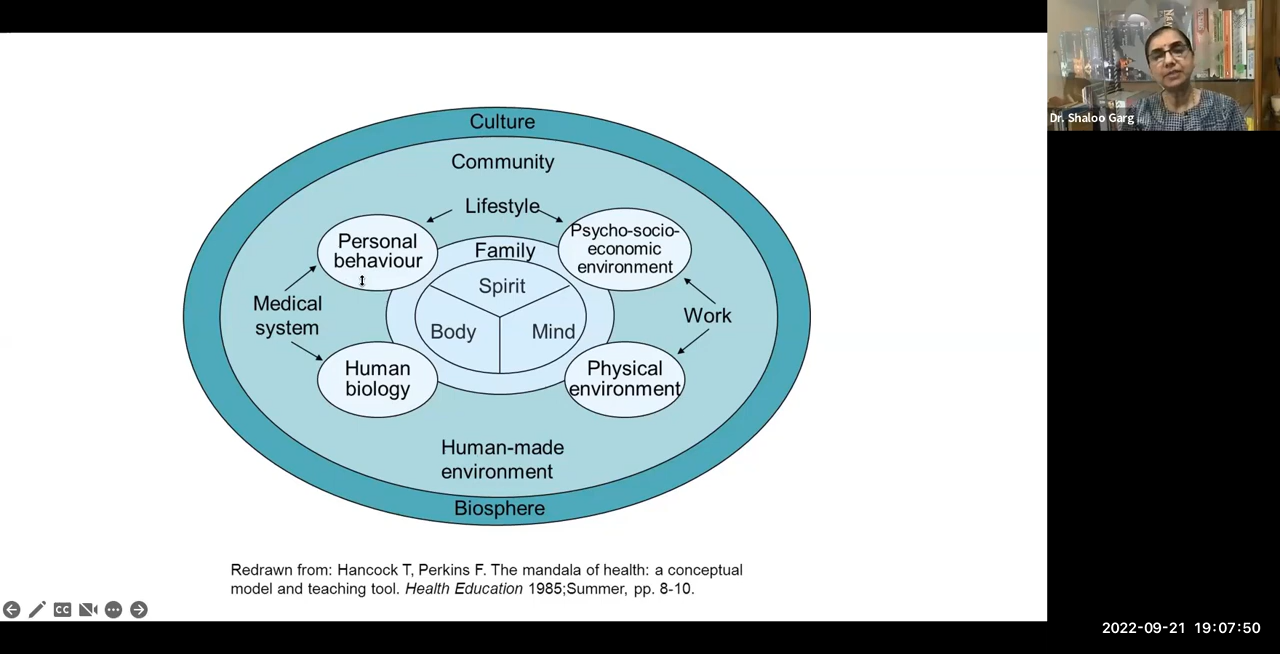 Culture
Community
Lifestyle
Personal
behaviour
Psycho-socio-
economic
environment
Family
Spirit
Medical
system
Body
Mind
Work
Human
biology
Physical
environment
Human-made
environment
Biosphere
Redrawn from: Hancock T, Perkins F. The mandala of health: a conceptual
model and teaching tool. Health Education 1985;Summer, pp. 8-10.
CC
Dr. Shaloo Garg
2022-09-21 19:07:50